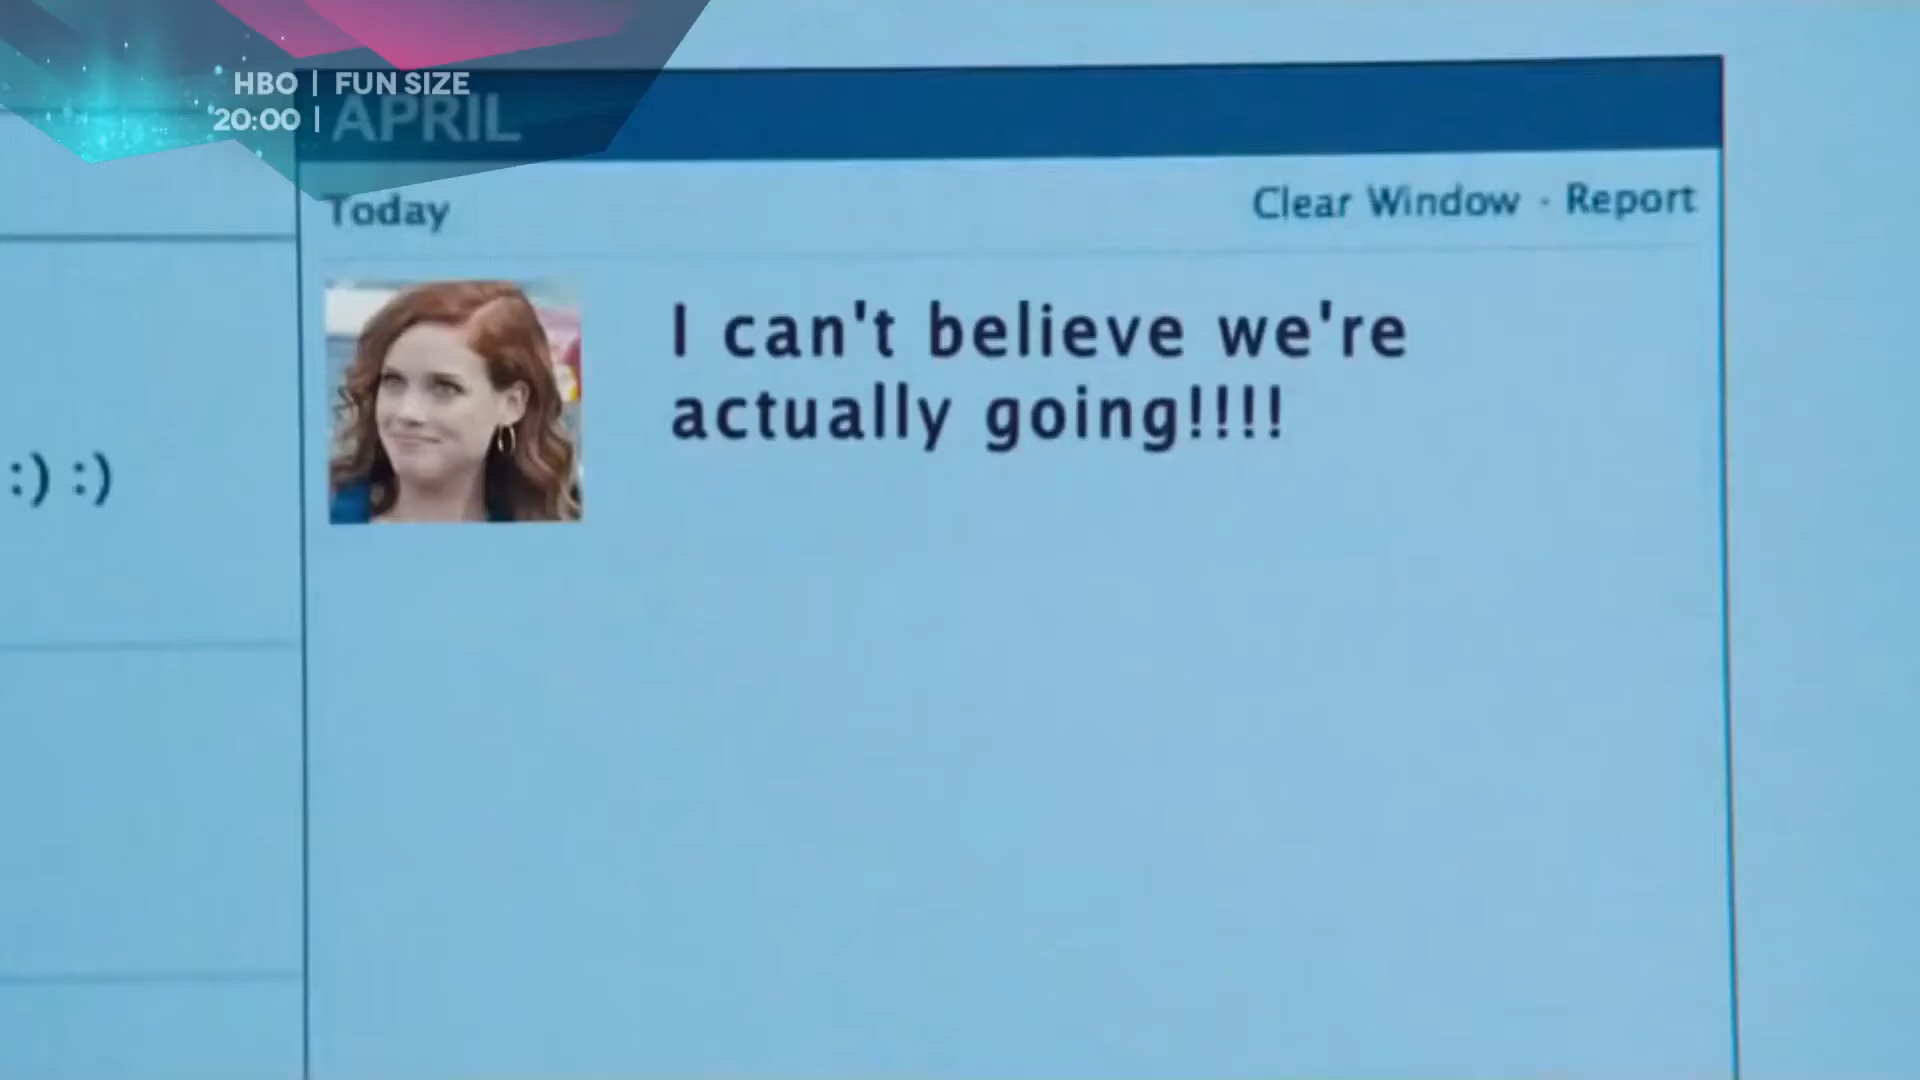 HBO | FUN SIZE
20:00 |
APRIL
Today
Clear Window · Report
I can't believe we're
actually going!!!!
:) :)